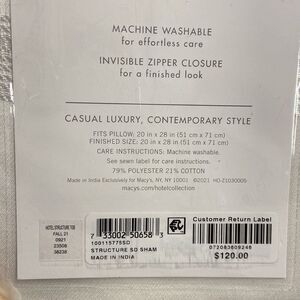 MACHINE WASHABLE
for effortless care
INVISIBLE ZIPPER CLOSURE
for a finished look
CASUAL LUXURY, CONTEMPORARY STYLE
FITS PILLOW: 20 in x 28 in (51 cm x 71 cm)
FINISHED SIZE: 20 in x 28 in (51 cm x 71 cm)
CARE INSTRUCTIONS: Machine washable.
See sewn label for care instructions.
79% POLYESTER 21% COTTON
Made in India Exclusively for Macy's, NY, NY 10001 ©2021 HO-Z1030005
macys.com/hotelcollection
HOTEL STRUCTURE TOB
FALL 21
0921
23508
38238
7 33002 50658 3
100115775SD
STRUCTURE SD SHAM
MADE IN INDIA
Customer Return Label
072083609248
$120.00